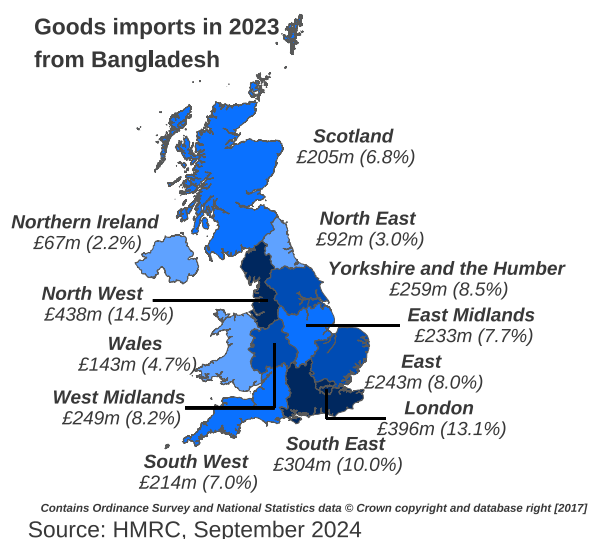 Goods imports in 2023
from Bangladesh
Scotland
£205m (6.8%)
Northern Ireland
£67m (2.2%)
North East
£92m (3.0%)
Yorkshire and the Humber
£259m (8.5%)
North West
£438m (14.5%)
East Midlands
£233m (7.7%)
Wales
£143m (4.7%)
East
£243m (8.0%)
West Midlands
£249m (8.2%)
London
£396m (13.1%)
South East
£304m (10.0%)
South West
£214m (7.0%)
Contains Ordinance Survey and National Statistics data © Crown copyright and database right [2017]
Source: HMRC, September 2024